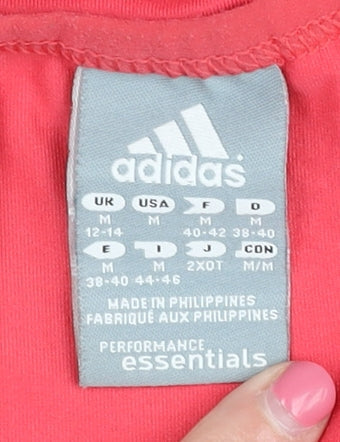 adidas
UK USA F D
M M M M
12-14 40-42 38-40
E I J CDN
M M 2XOT M/M
38-40 44-46
MADE IN PHILIPPINES
FABRIQUÉ AUX PHILIPPINES
PERFORMANCE
essentials